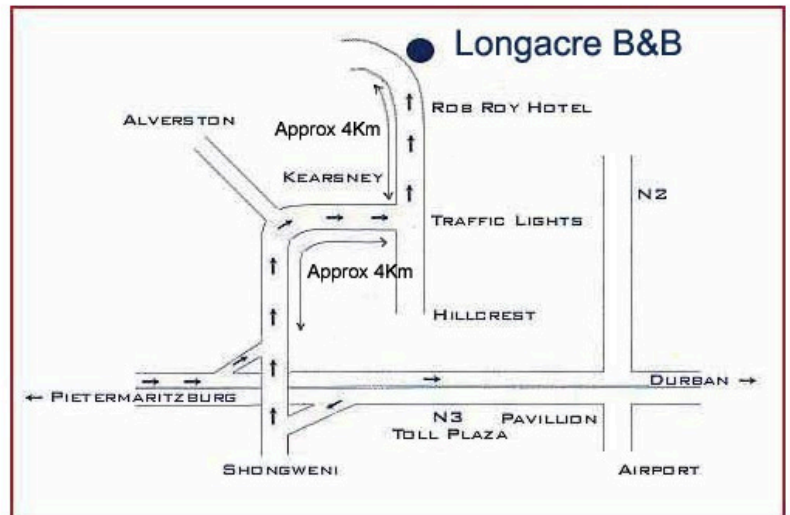 Longacre B&B
ROB ROY HOTEL
ALVERSTON
Approx 4Km
KEARSNEY
N2
TRAFFIC LIGHTS
Approx 4Km
HILLCREST
DURBAN →
← PIETERMARITZBURG
N3
PAVILLION
TOLL PLAZA
SHONGWENI
AIRPORT